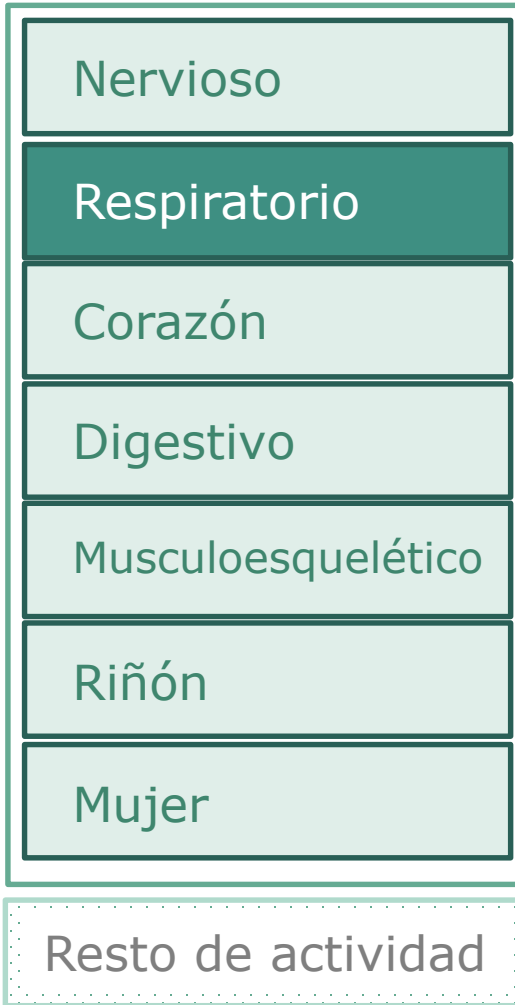 Nervioso
Respiratorio
Corazón
Digestivo
Musculoesquelético
Riñón
Mujer
Resto de actividad